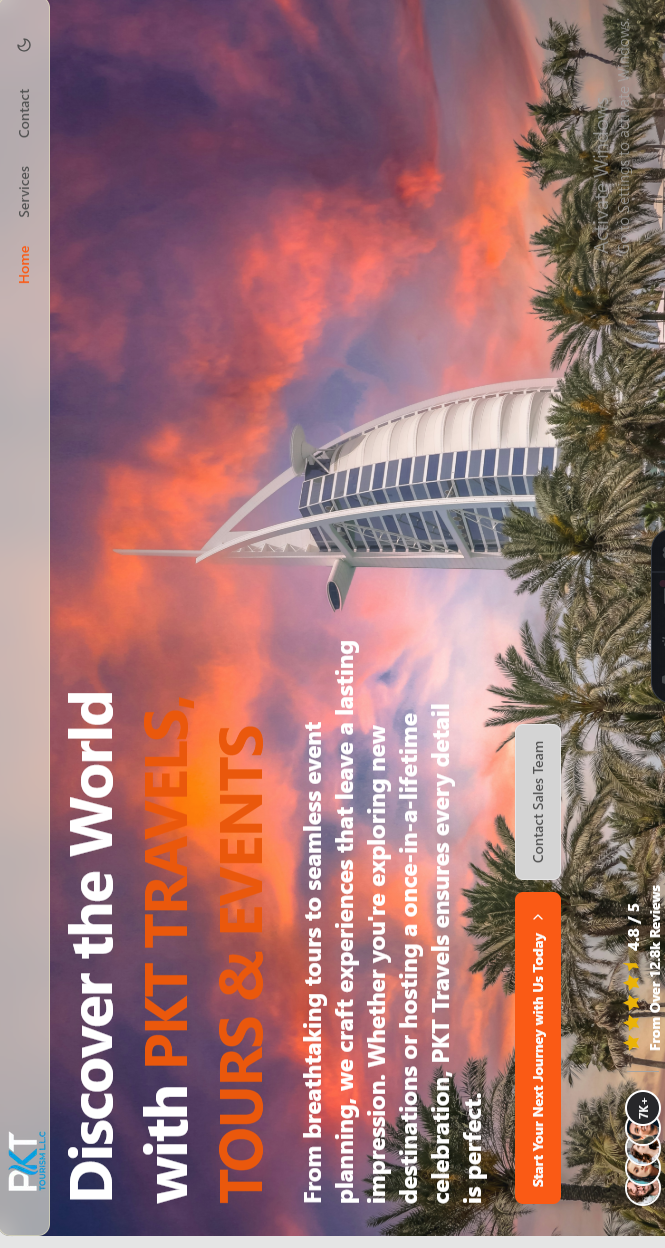 PKT
TOURISM LLC
Home
Services
Contact
Discover the World
with PKT TRAVELS,
TOURS & EVENTS
From breathtaking tours to seamless event
planning, we craft experiences that leave a lasting
impression. Whether you're exploring new
destinations or hosting a once-in-a-lifetime
celebration, PKT Travels ensures every detail
is perfect.
Start Your Next Journey with Us Today
Contact Sales Team
7K+
4.8 / 5
From Over 12.8k Reviews
Activate Windows
Go to Settings to activate Windows.